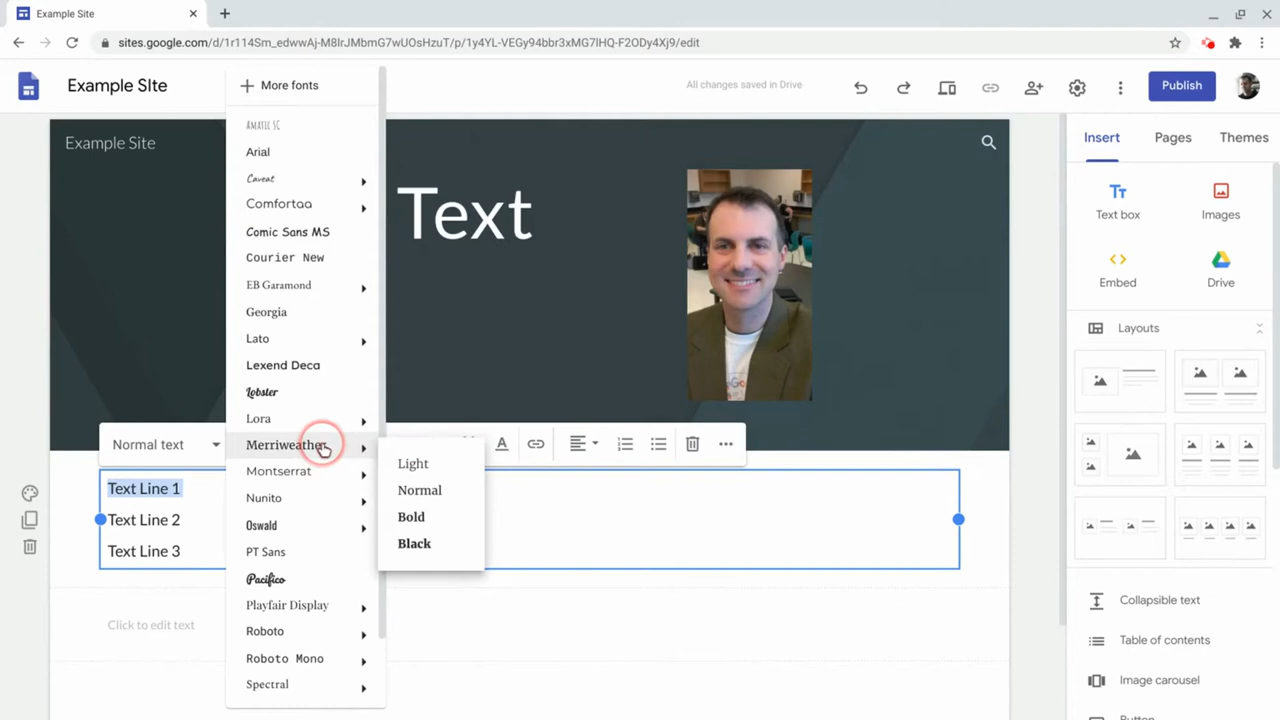 Example Site
sites.google.com/d/1r114Sm_edwwAj-M8lrJMbmG7wUOsHzuT/p/1y4YL-VEGy94bbr3xMG7lHQ-F2ODy4Xj9/edit
Example SIte
More fonts
All changes saved in Drive
Publish
Example Site
Text
Insert
Pages
Themes
Amatic SC
Arial
Caveat
Comfortaa
Comic Sans MS
Courier New
EB Garamond
Georgia
Lato
Lexend Deca
Lobster
Lora
Merriweather
Montserrat
Nunito
Oswald
PT Sans
Pacifico
Playfair Display
Roboto
Roboto Mono
Spectral
Light
Normal
Bold
Black
Normal text
Text Line 1
Text Line 2
Text Line 3
Click to edit text
Text box
Images
Embed
Drive
Layouts
Collapsible text
Table of contents
Image carousel
Button